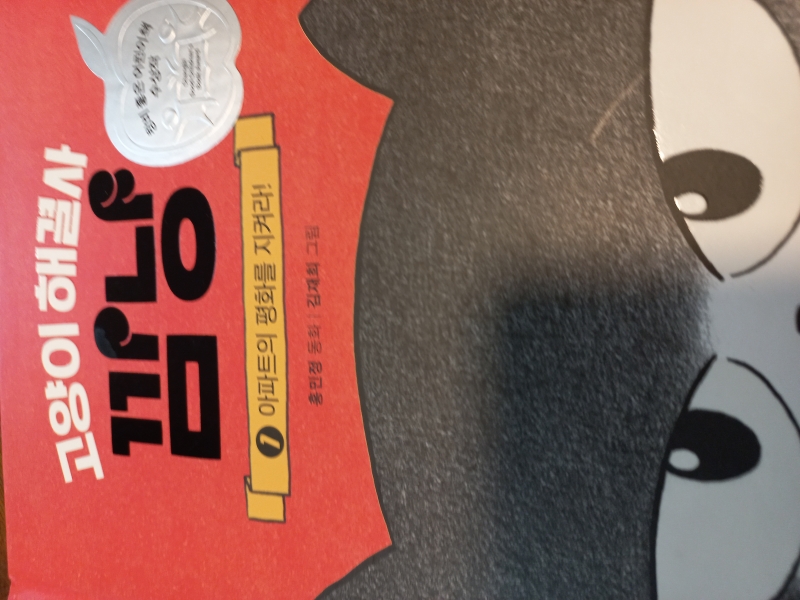 고양이 해결사
깜냥
1 아파트의 평화를 지켜라!
홍민정 동화 | 김재희 그림